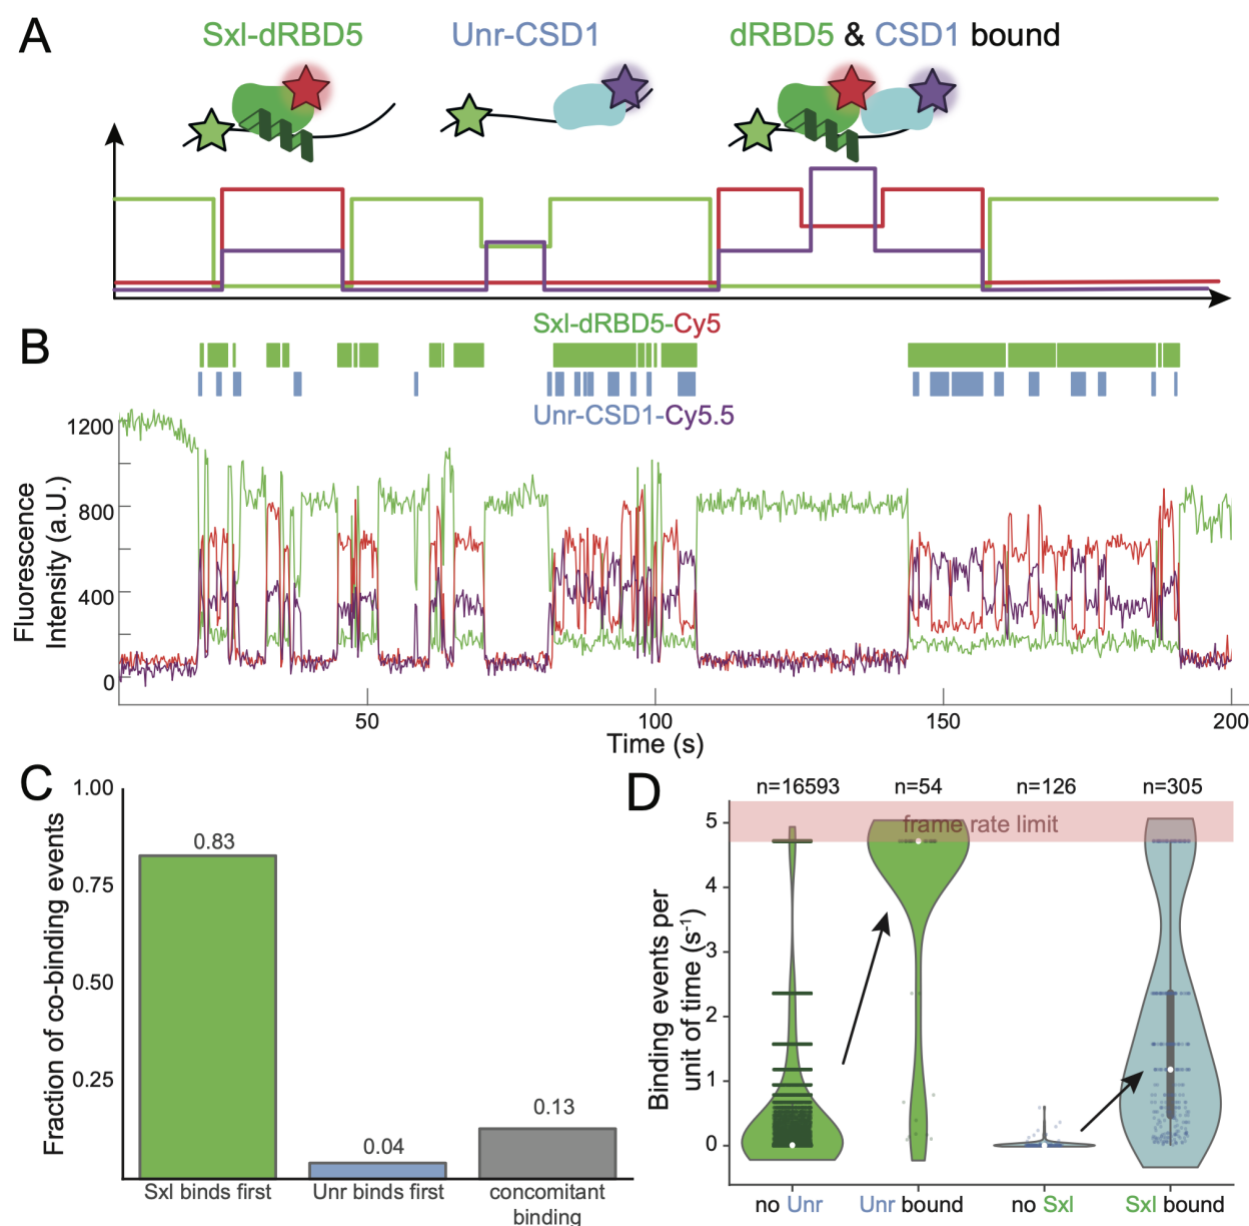 A
Sxl-dRBD5
Unr-CSD1
dRBD5 & CSD1 bound
B
Sxl-dRBD5-Cy5
Unr-CSD1-Cy5.5
Fluorescence
Intensity (a.U.)
1200
800
400
0
50
100
150
200
Time (s)
C
Fraction of co-binding events
1.00
0.75
0.50
0.25
0.83
0.04
0.13
Sxl binds first
Unr binds first
concomitant
binding
D
n=16593
n=54
n=126
n=305
frame rate limit
Binding events per
unit of time (s⁻¹)
5
4
3
2
1
0
no Unr
Unr bound
no Sxl
Sxl bound